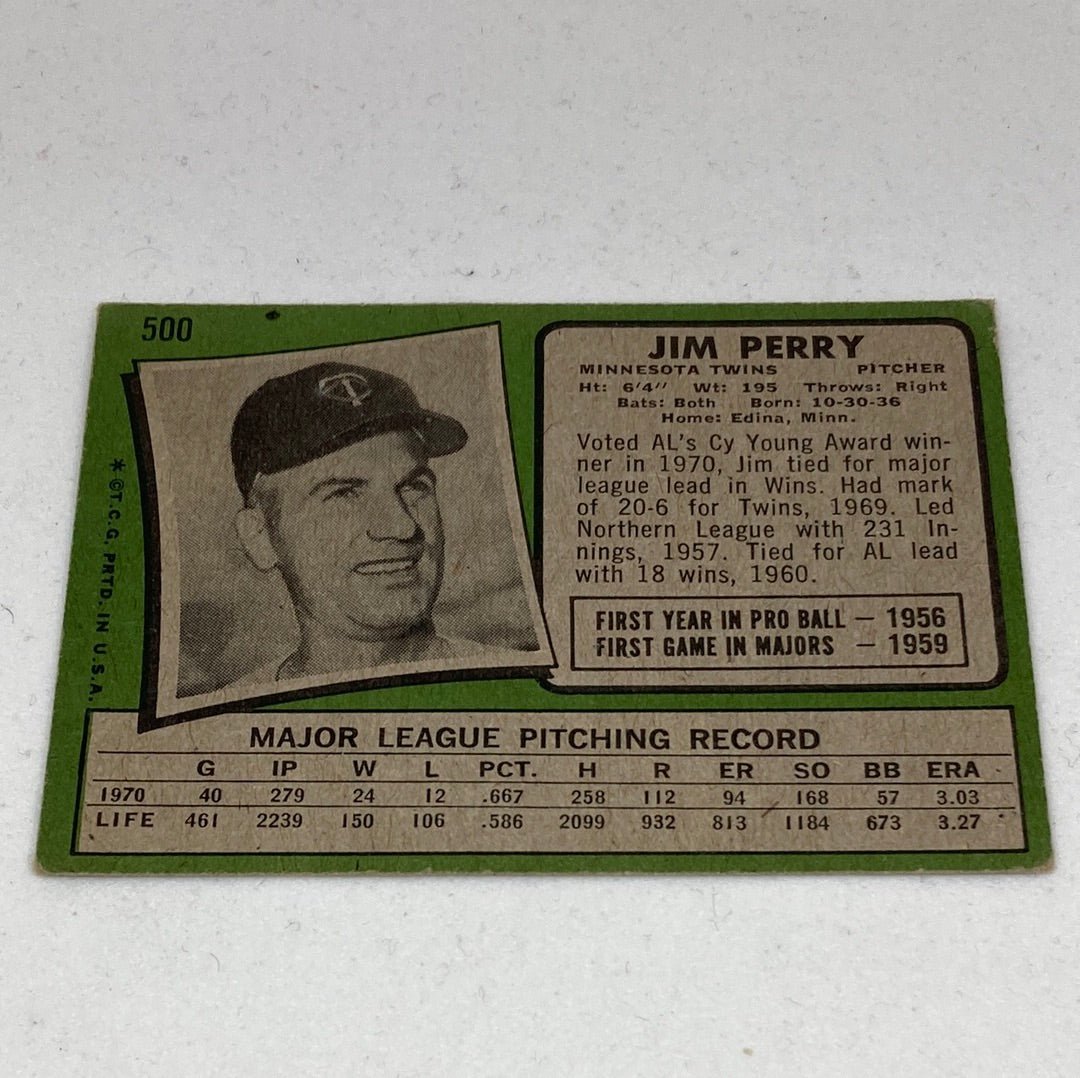 500
JIM PERRY
MINNESOTA TWINS PITCHER
Ht: 6'4" Wt: 195 Throws: Right
Bats: Both Born: 10-30-36
Home: Edina, Minn.
Voted AL's Cy Young Award win-
ner in 1970, Jim tied for major
league lead in Wins. Had mark
of 20-6 for Twins, 1969. Led
Northern League with 231 In-
nings, 1957. Tied for AL lead
with 18 wins, 1960.
FIRST YEAR IN PRO BALL — 1956
FIRST GAME IN MAJORS — 1959
*©T.C.G. PRTD. IN U.S.A.
MAJOR LEAGUE PITCHING RECORD
G IP W L PCT. H R ER SO BB ERA
1970 40 279 24 12 .667 258 112 94 168 57 3.03
LIFE 461 2239 150 106 .586 2099 932 813 1184 673 3.27